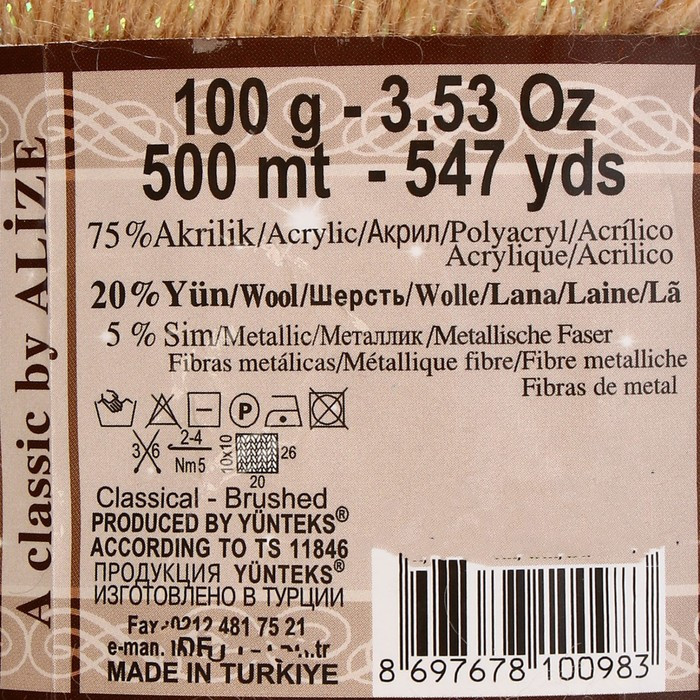 A classic by ALİZE
100 g - 3.53 Oz
500 mt - 547 yds
75 % Akrilik/Acrylic/Акрил/Polyacryl/Acrílico
Acrylique/Acrilico
20 % Yün/Wool/Шерсть/Wolle/Lana/Laine/Lã
5 % Sim/Metallic/Металлик/Metallische Faser
Fibras metálicas/Métallique fibre/Fibre metalliche
Fibras de metal
P
3 6 2-4 Nm5 10x10 26 20
Classical - Brushed
PRODUCED BY YÜNTEKS®
ACCORDING TO TS 11846
ПРОДУКЦИЯ YÜNTEKS®
ИЗГОТОВЛЕНО В ТУРЦИИ
Fax 0212 481 75 21
.tr
MADE IN TURKIYE
8 697678 100983